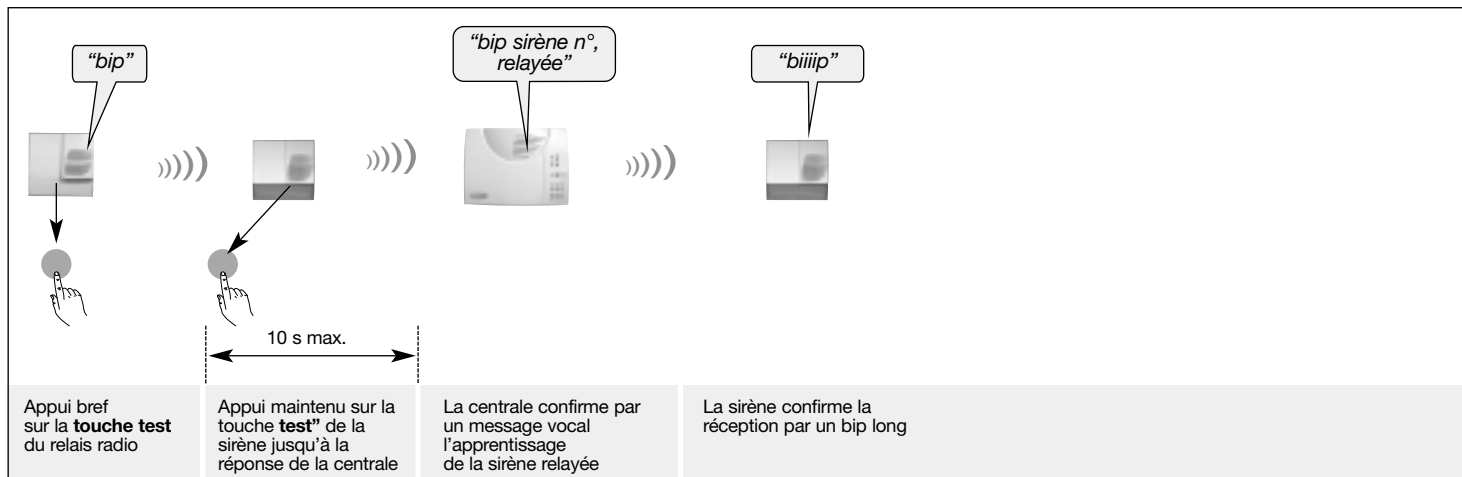 “bip”
“bip sirène n°,
relayée”
“biiiip”
10 s max.
Appui bref
sur la touche test
du relais radio
Appui maintenu sur la
touche test” de la
sirène jusqu’à la
réponse de la centrale
La centrale confirme par
un message vocal
l’apprentissage
de la sirène relayée
La sirène confirme la
réception par un bip long